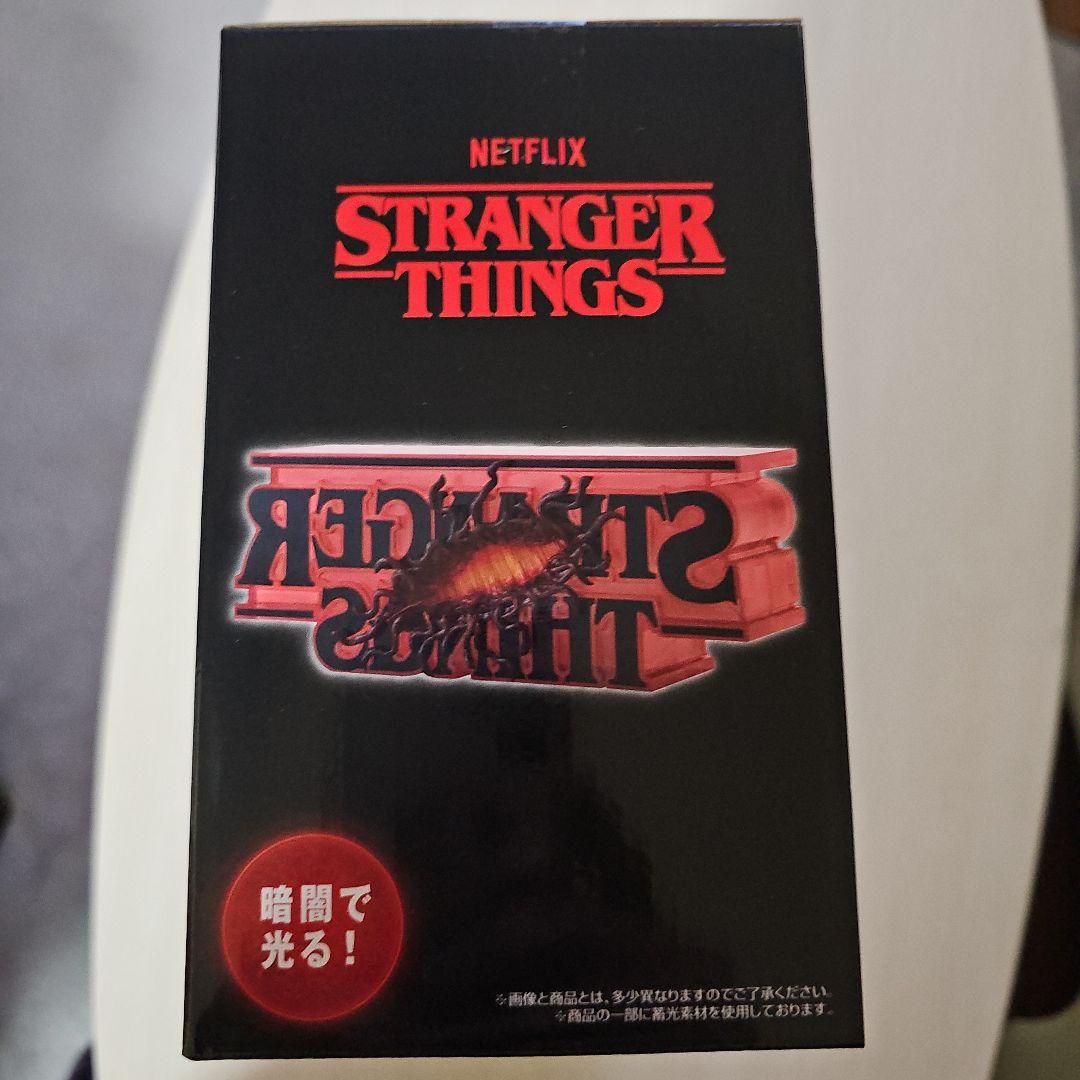 NETFLIX
STRANGER
THINGS
STRANGER
THINGS
暗闇で
光る!
※画像と商品とは、多少異なりますのでご了承ください。
※商品の一部に蓄光素材を使用しております。